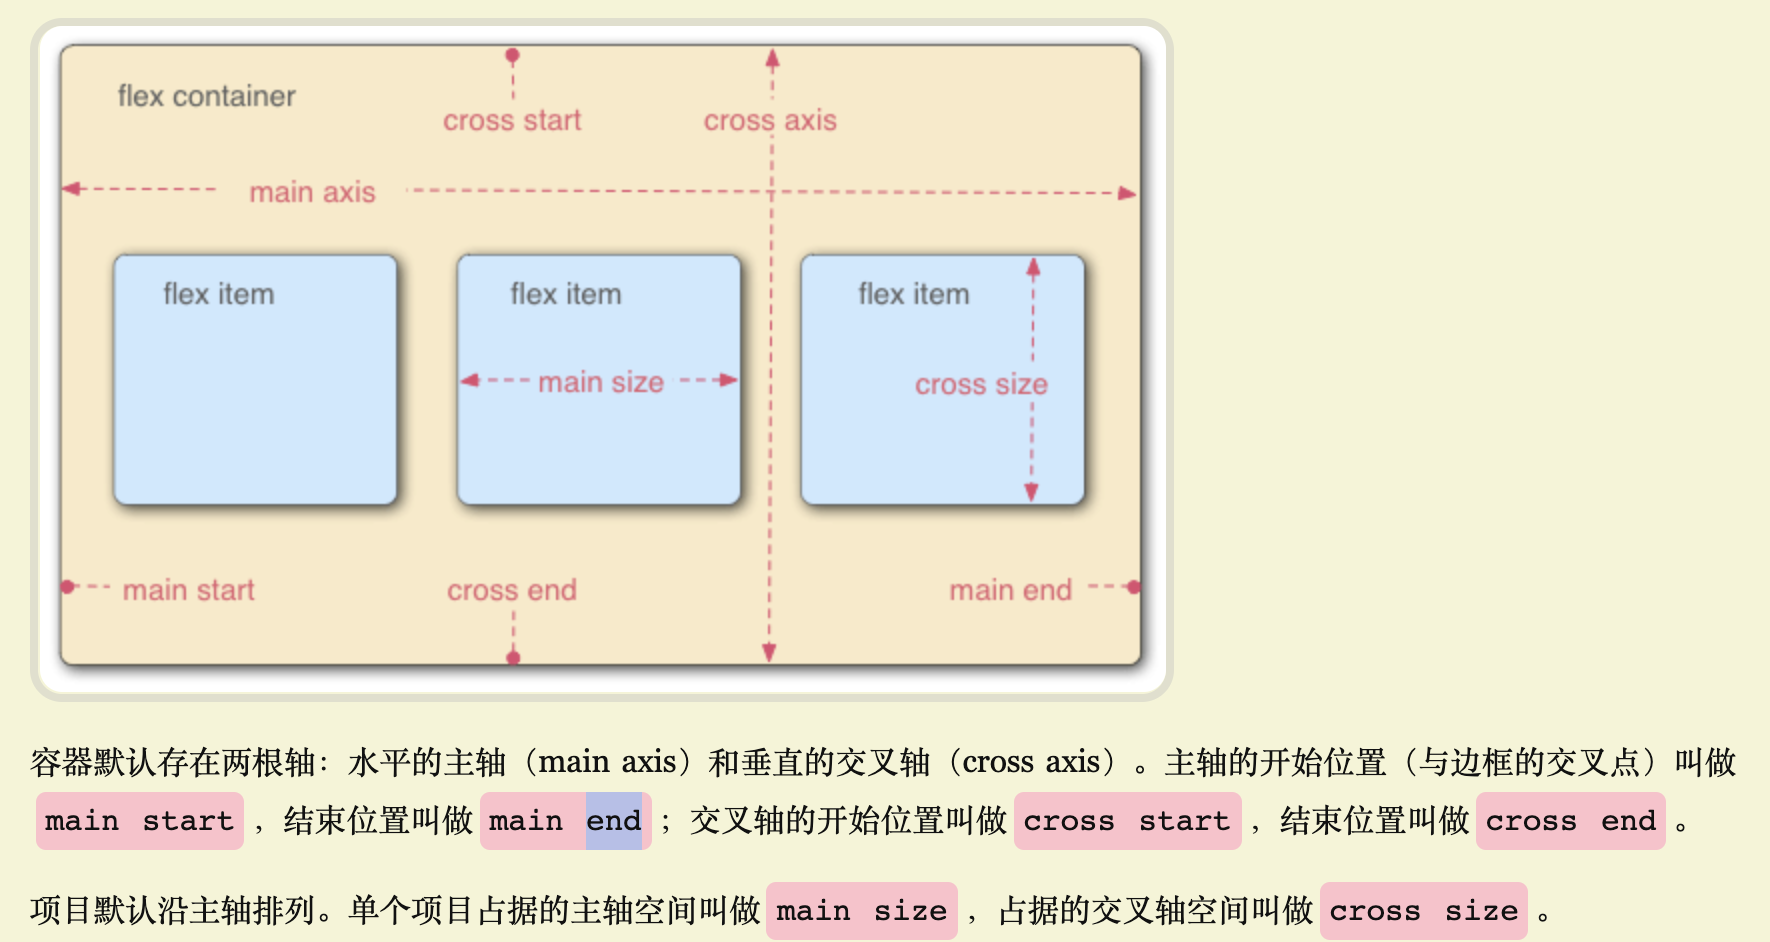 flex container
cross start
cross axis
main axis
flex item
flex item
flex item
main size
cross size
main start
cross end
main end
容器默认存在两根轴：水平的主轴（main axis）和垂直的交叉轴（cross axis）。主轴的开始位置（与边框的交叉点）叫做
main start，结束位置叫做 main end；交叉轴的开始位置叫做 cross start，结束位置叫做 cross end。
项目默认沿主轴排列。单个项目占据的主轴空间叫做 main size，占据的交叉轴空间叫做 cross size。